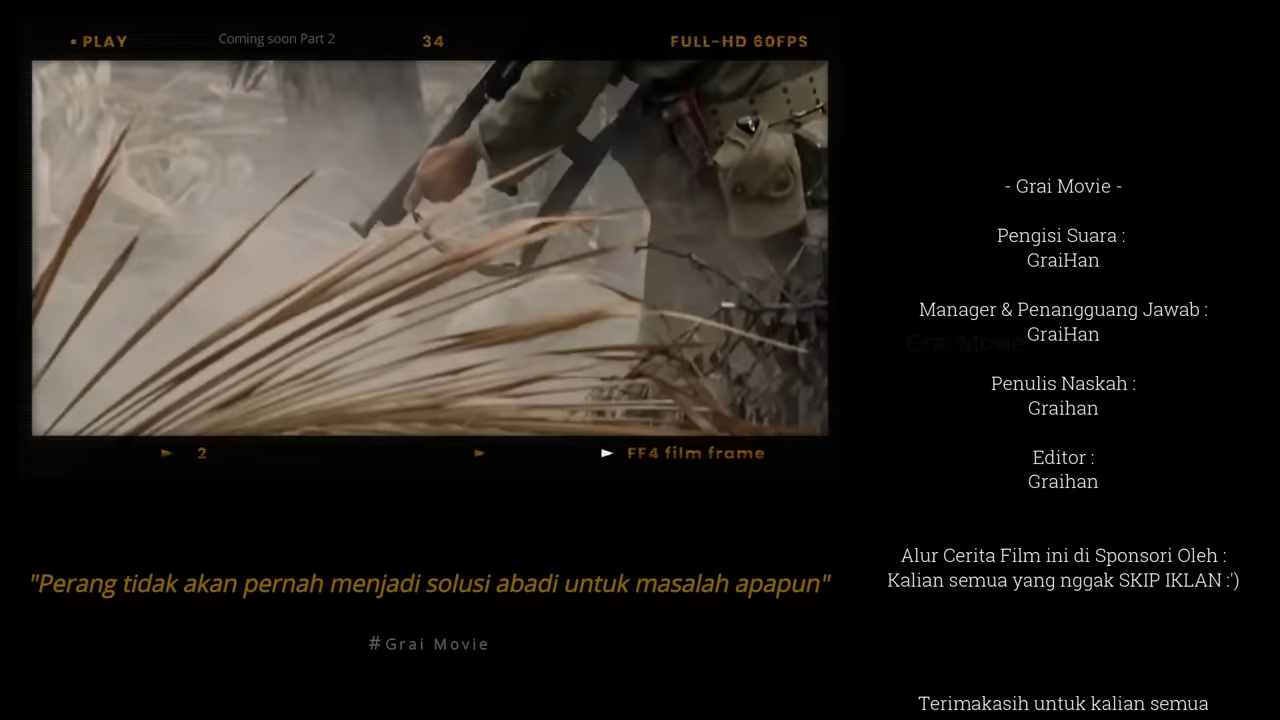 PLAY
Coming soon Part 2
34
FULL-HD 60FPS
2
FF4 film frame
"Perang tidak akan pernah menjadi solusi abadi untuk masalah apapun"
#Grai Movie
- Grai Movie -
Pengisi Suara :
GraiHan
Manager & Penangguang Jawab :
GraiHan
Grai Movie
Penulis Naskah :
Graihan
Editor :
Graihan
Alur Cerita Film ini di Sponsori Oleh :
Kalian semua yang nggak SKIP IKLAN :')
Terimakasih untuk kalian semua